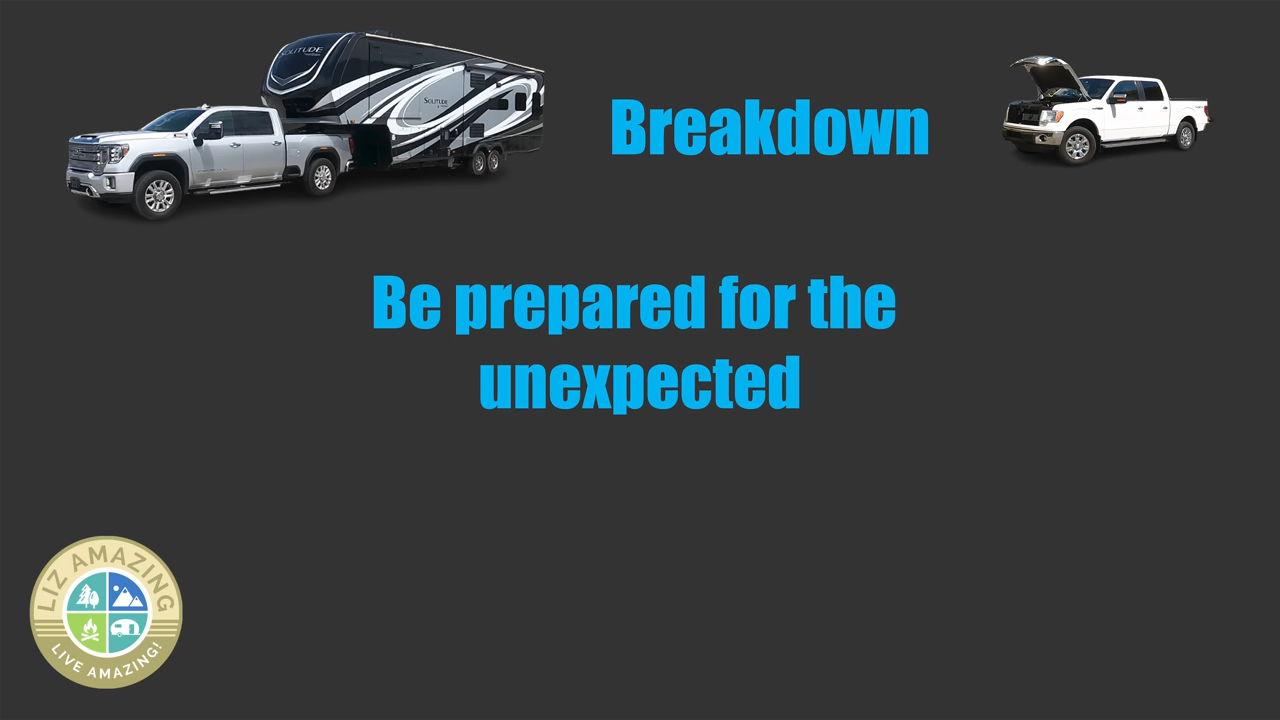 SOLITUDE
SOLITUDE
Breakdown
Be prepared for the
unexpected
LIZ AMAZING
LIVE AMAZING!